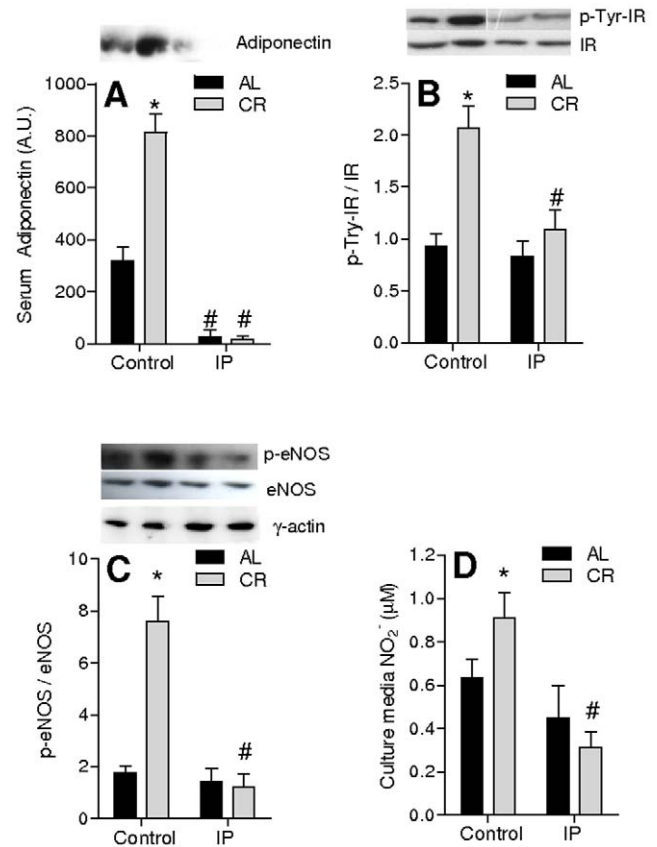 Adiponectin
A
AL
CR
Serum Adiponectin (A.U.)
1000
800
600
400
200
0
*
#
#
Control
IP
p-Tyr-IR
IR
B
AL
CR
p-Try-IR / IR
2.5
2.0
1.5
1.0
0.5
0.0
*
#
Control
IP
p-eNOS
eNOS
γ-actin
C
AL
CR
p-eNOS / eNOS
10
8
6
4
2
0
*
#
Control
IP
D
AL
CR
Culture media NO₂⁻ (µM)
1.2
1.0
0.8
0.6
0.4
0.2
0.0
*
#
Control
IP